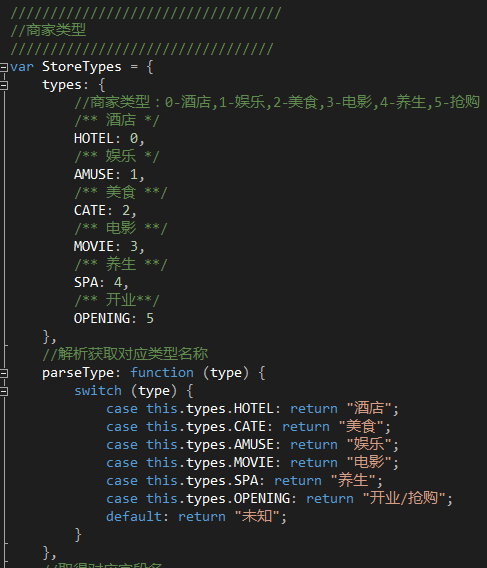 //////////////////////////////////
//商家类型
/////////////////////////////////
var StoreTypes = {
    types: {
        //商家类型：0-酒店,1-娱乐,2-美食,3-电影,4-养生,5-抢购
        /** 酒店 */
        HOTEL: 0,
        /** 娱乐 */
        AMUSE: 1,
        /** 美食 **/
        CATE: 2,
        /** 电影 **/
        MOVIE: 3,
        /** 养生 **/
        SPA: 4,
        /** 开业**/
        OPENING: 5
    },
    //解析获取对应类型名称
    parseType: function (type) {
        switch (type) {
            case this.types.HOTEL: return "酒店";
            case this.types.CATE: return "美食";
            case this.types.AMUSE: return "娱乐";
            case this.types.MOVIE: return "电影";
            case this.types.SPA: return "养生";
            case this.types.OPENING: return "开业/抢购";
            default: return "未知";
        }
    },